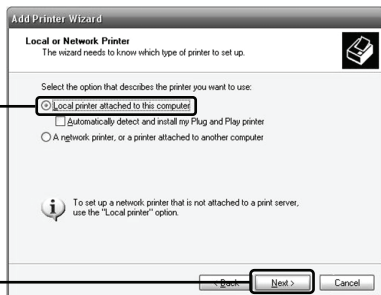 Add Printer Wizard
Local or Network Printer
The wizard needs to know which type of printer to set up.
Select the option that describes the printer you want to use:
Local printer attached to this computer
Automatically detect and install my Plug and Play printer
A network printer, or a printer attached to another computer
To set up a network printer that is not attached to a print server,
use the "Local printer" option.
< Back Next > Cancel